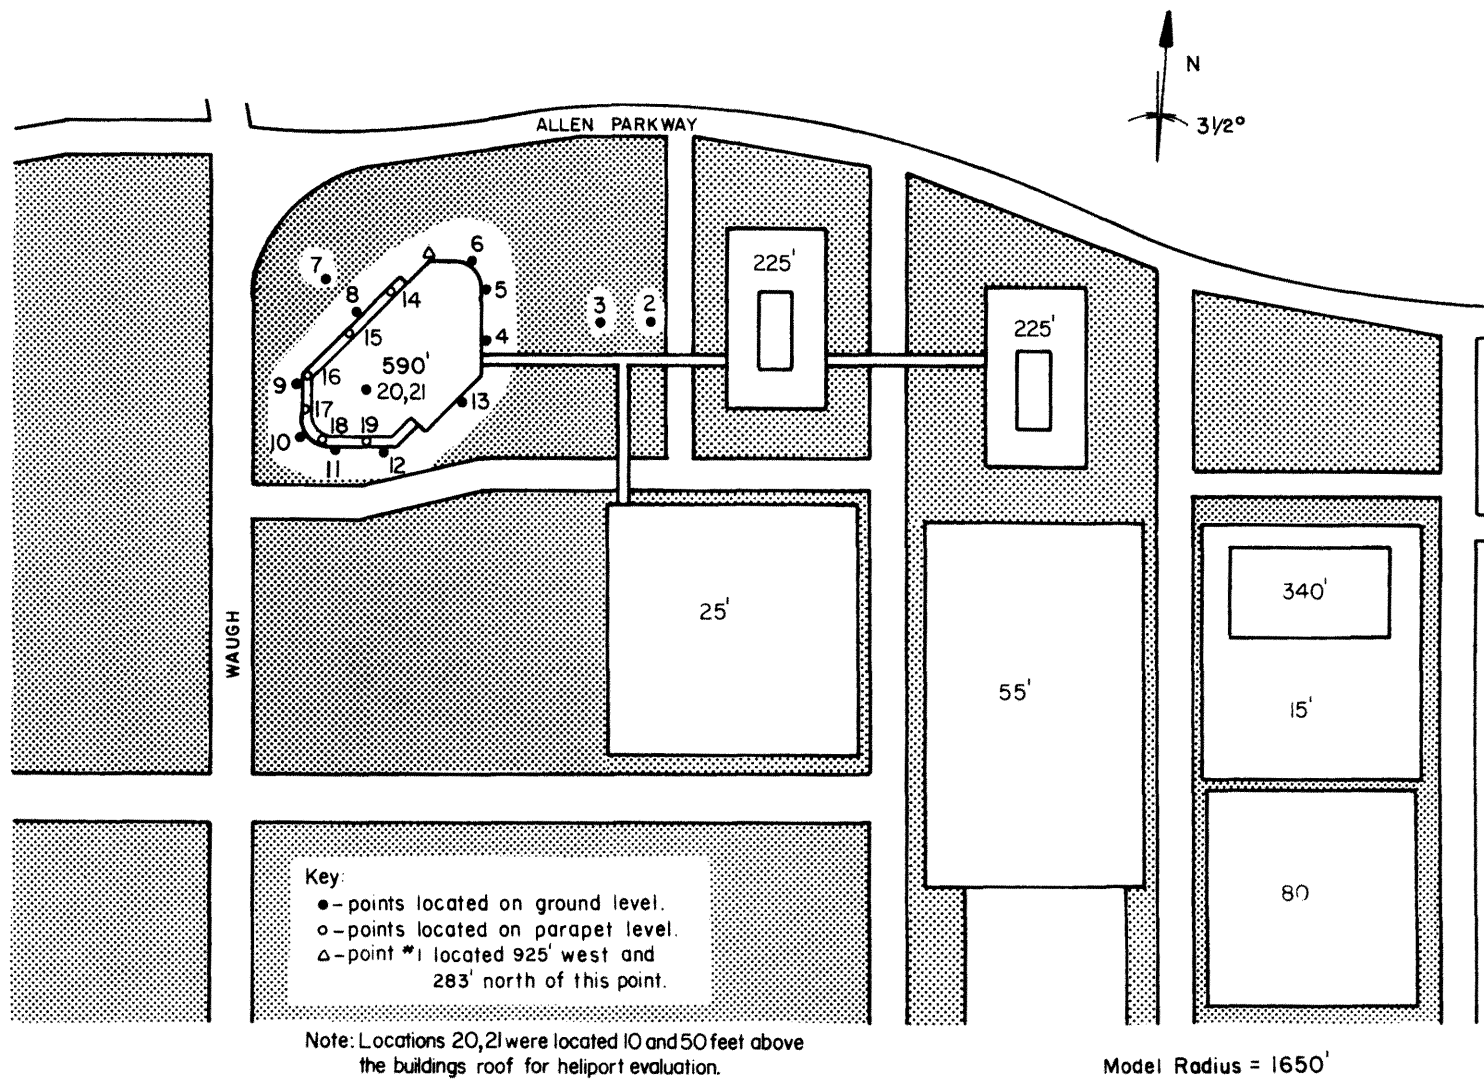 N
3 1/2°
ALLEN PARKWAY
6
7
5
8
14
3
2
225'
15
4
225'
590'
16
9
20,21
13
17
10
18
19
11
12
WAUGH
25'
340'
55'
15'
80
Key:
● – points located on ground level.
○ – points located on parapet level.
△ – point #1 located 925' west and
283' north of this point.
Note: Locations 20,21 were located 10 and 50 feet above
the buildings roof for heliport evaluation.
Model Radius = 1650'